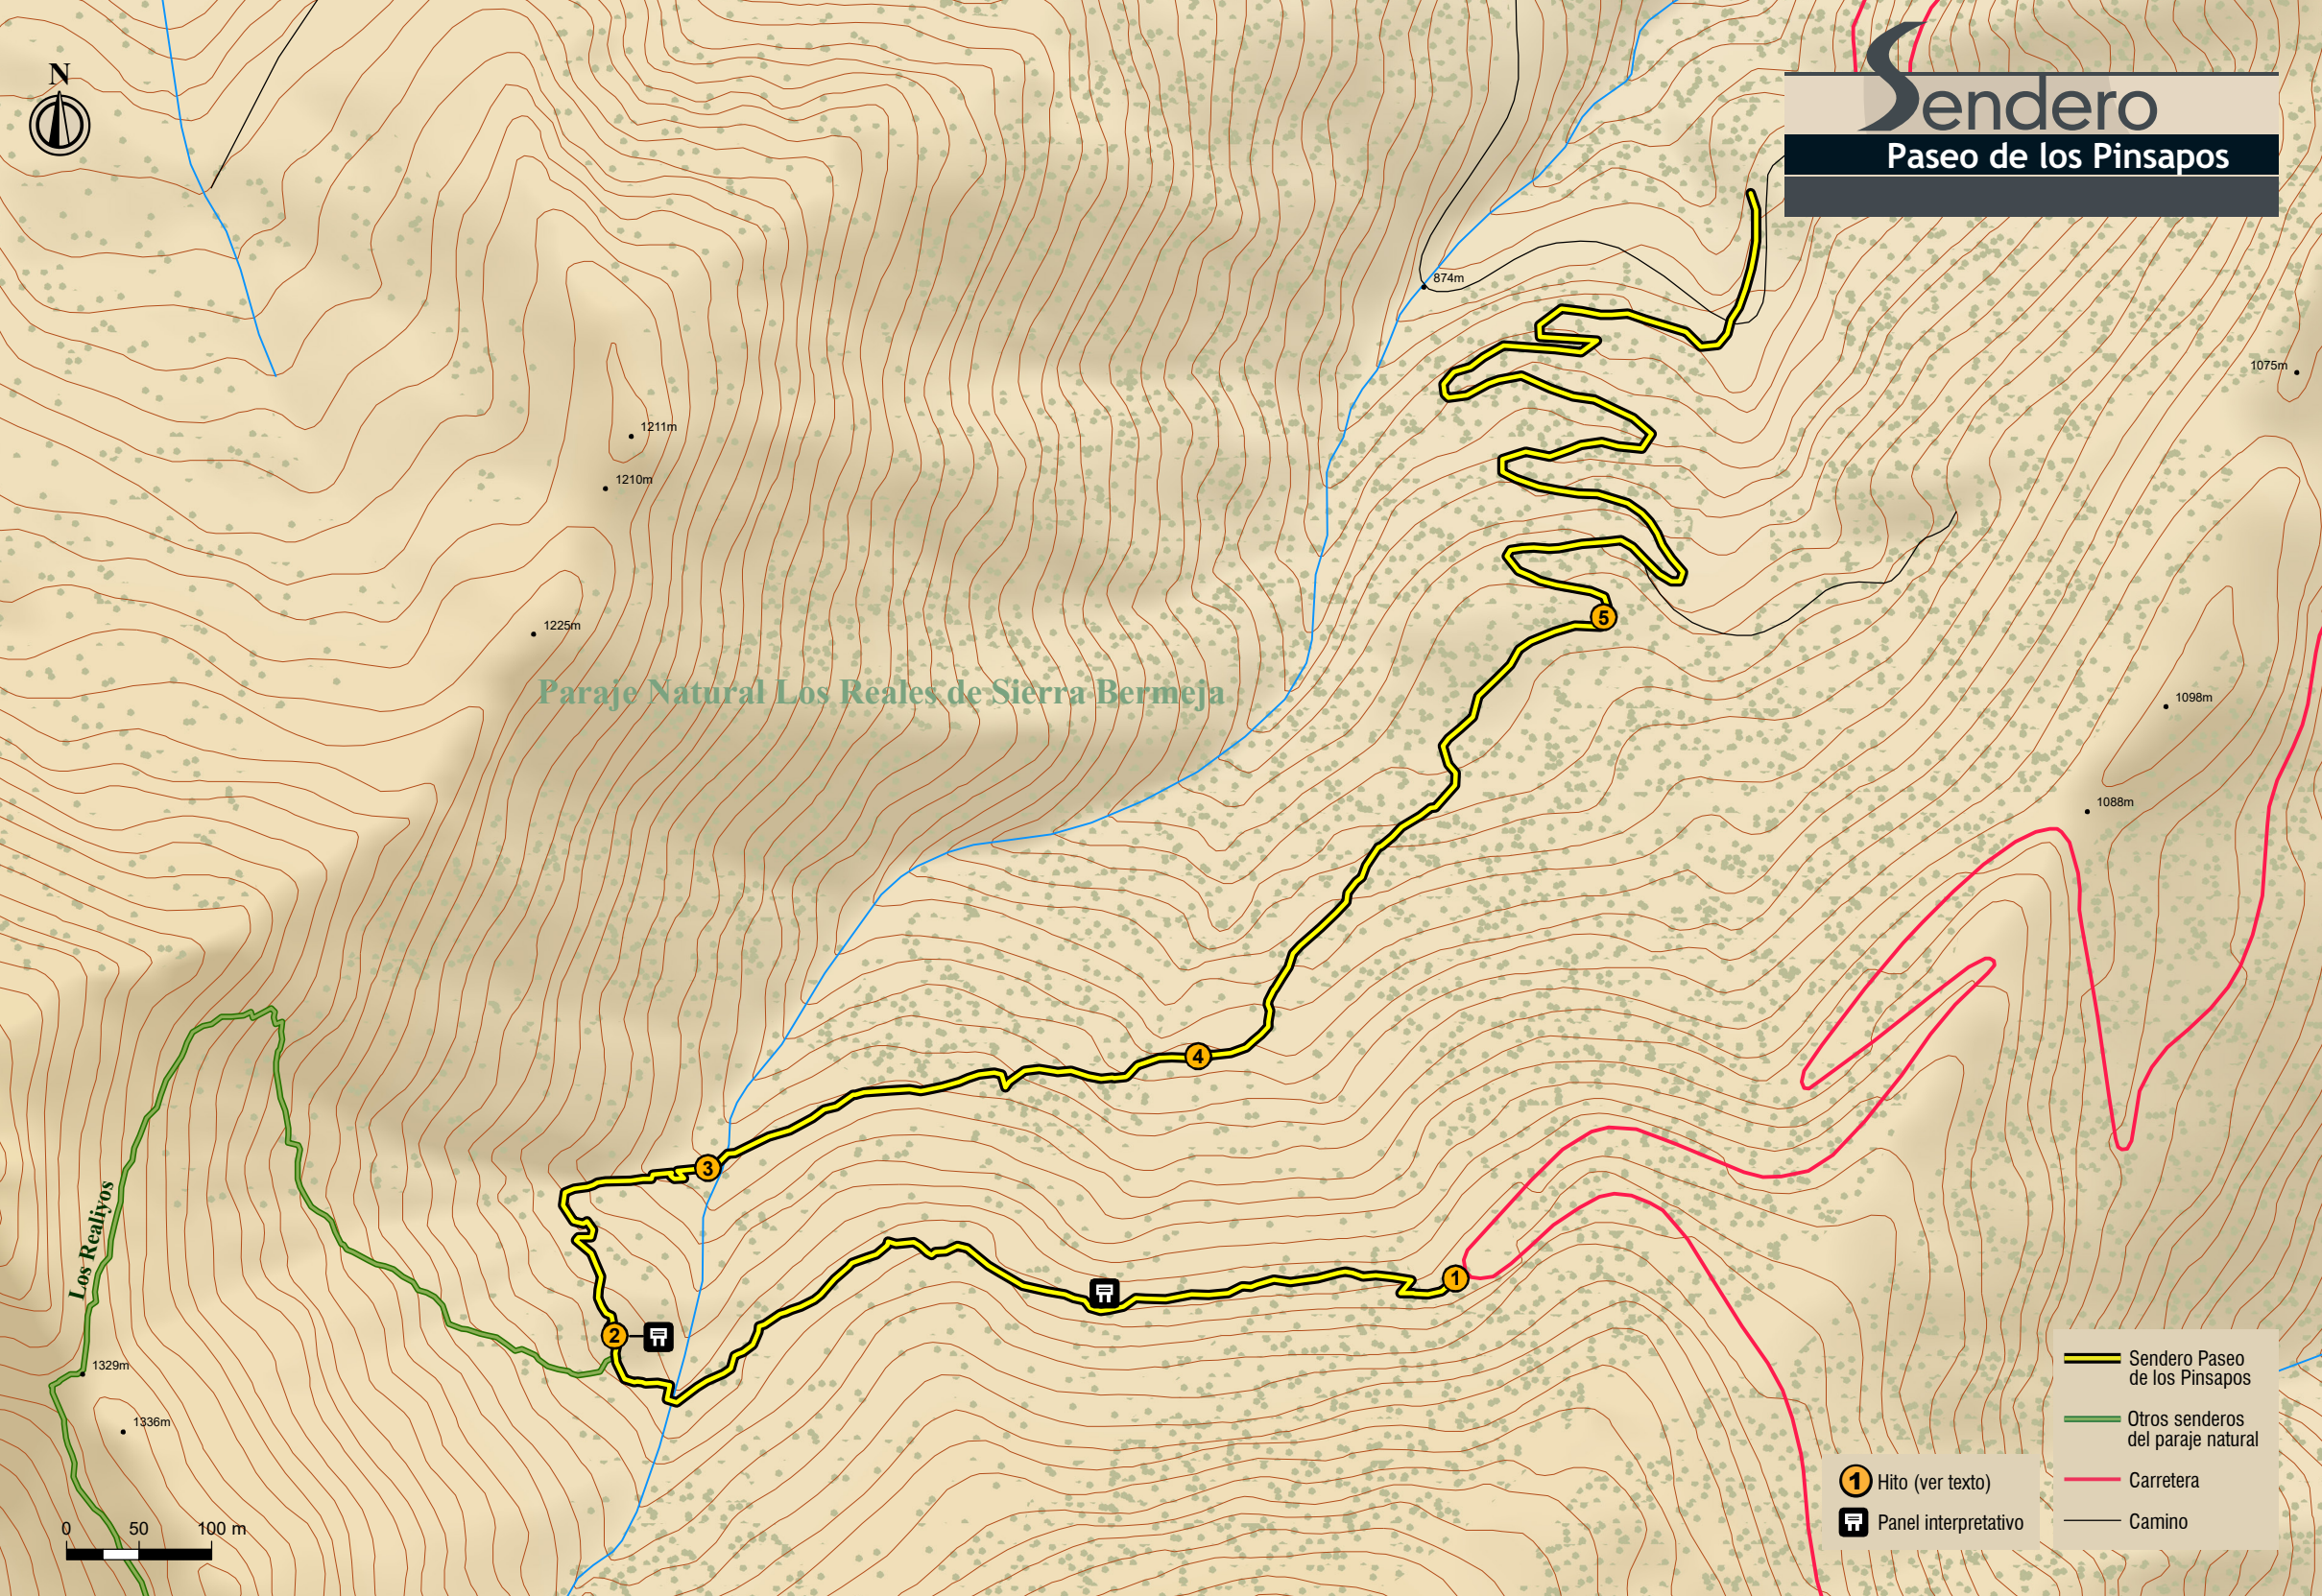 N
Sendero
Paseo de los Pinsapos
874m
1075m
1211m
1210m
1225m
5
Paraje Natural Los Reales de Sierra Bermeja
1098m
1088m
4
3
Los Realiyos
1
2
1329m
1336m
0 50 100 m
Sendero Paseo
de los Pinsapos
Otros senderos
del paraje natural
Carretera
Camino
1 Hito (ver texto)
Panel interpretativo